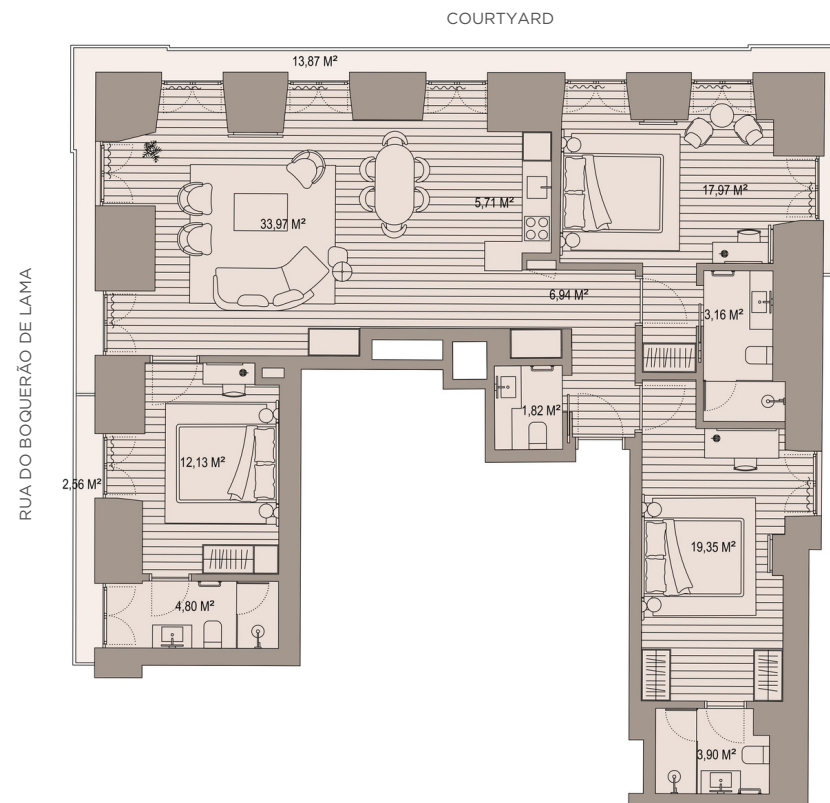 COURTYARD
13,87 M²
RUA DO BOQUERÃO DE LAMA
33,97 M²
5,71 M²
17,97 M²
6,94 M²
3,16 M²
1,82 M²
12,13 M²
2,56 M²
19,35 M²
4,80 M²
3,90 M²